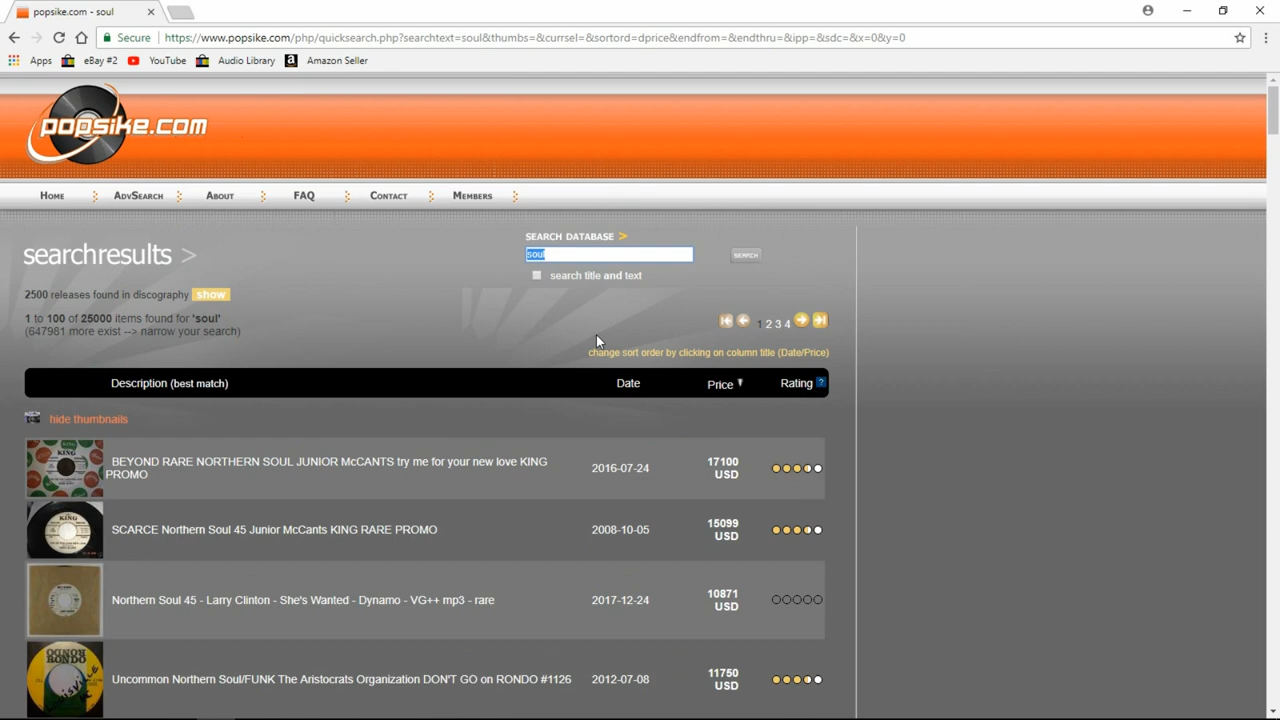 popsike.com - soul
Secure https://www.popsike.com/php/quicksearch.php?searchtext=soul&thumbs=&currsel=&sortord=dprice&endfrom=&endthru=&ipp=&sdc=&x=0&y=0
Apps eBay #2 YouTube Audio Library Amazon Seller
popsike.com
HOME ADVSEARCH ABOUT FAQ CONTACT MEMBERS
SEARCH DATABASE >
searchresults > soul SEARCH
search title and text
2500 releases found in discography show
1 to 100 of 25000 items found for 'soul'
(647981 more exist --> narrow your search)
1 2 3 4
change sort order by clicking on column title (Date/Price)
Description (best match) Date Price Rating ?
hide thumbnails
KING
BEYOND RARE NORTHERN SOUL JUNIOR McCANTS try me for your new love KING
PROMO
2016-07-24
17100
USD
KING
SCARCE Northern Soul 45 Junior McCants KING RARE PROMO
2008-10-05
15099
USD
Northern Soul 45 - Larry Clinton - She's Wanted - Dynamo - VG++ mp3 - rare
2017-12-24
10871
USD
RONDO
Uncommon Northern Soul/FUNK The Aristocrats Organization DON'T GO on RONDO #1126
2012-07-08
11750
USD